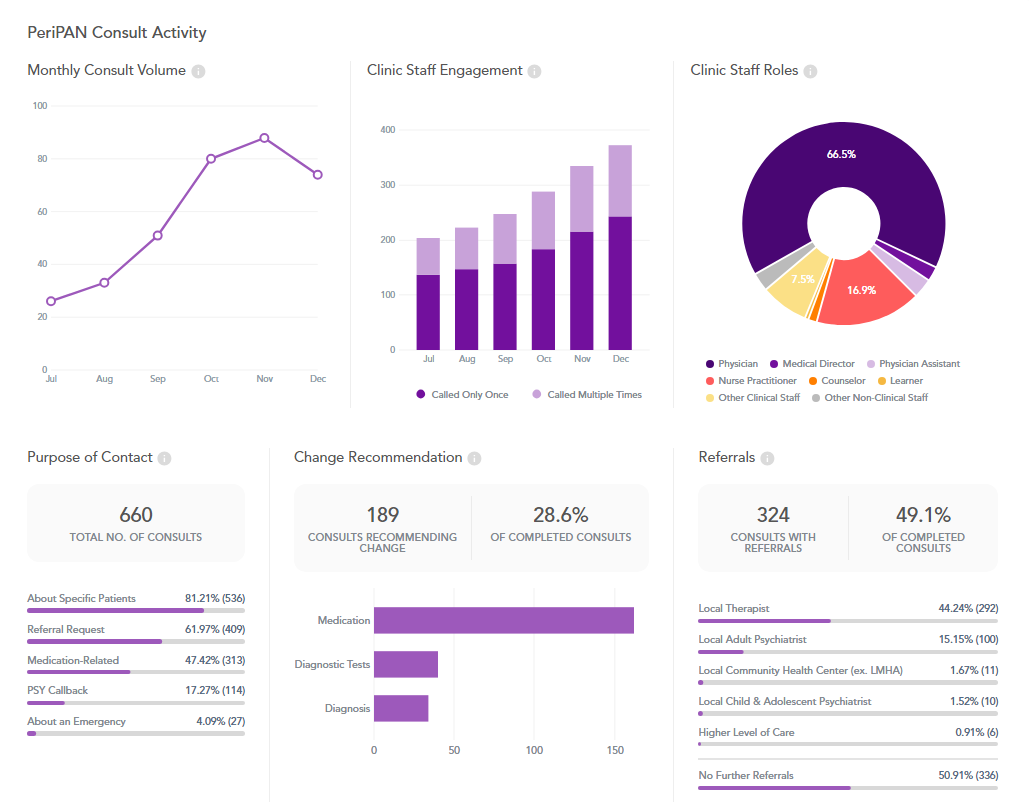 PeriPAN Consult Activity
Monthly Consult Volume
100
80
60
40
20
0
Jul Aug Sep Oct Nov Dec
Clinic Staff Engagement
400
300
200
100
0
Jul Aug Sep Oct Nov Dec
Called Only Once Called Multiple Times
Clinic Staff Roles
66.5%
7.5%
16.9%
Physician Medical Director Physician Assistant
Nurse Practitioner Counselor Learner
Other Clinical Staff Other Non-Clinical Staff
Purpose of Contact
660
TOTAL NO. OF CONSULTS
About Specific Patients 81.21% (536)
Referral Request 61.97% (409)
Medication-Related 47.42% (313)
PSY Callback 17.27% (114)
About an Emergency 4.09% (27)
Change Recommendation
189
CONSULTS RECOMMENDING
CHANGE
28.6%
OF COMPLETED CONSULTS
Medication
Diagnostic Tests
Diagnosis
0 50 100 150
Referrals
324
CONSULTS WITH
REFERRALS
49.1%
OF COMPLETED
CONSULTS
Local Therapist 44.24% (292)
Local Adult Psychiatrist 15.15% (100)
Local Community Health Center (ex. LMHA) 1.67% (11)
Local Child & Adolescent Psychiatrist 1.52% (10)
Higher Level of Care 0.91% (6)
No Further Referrals 50.91% (336)